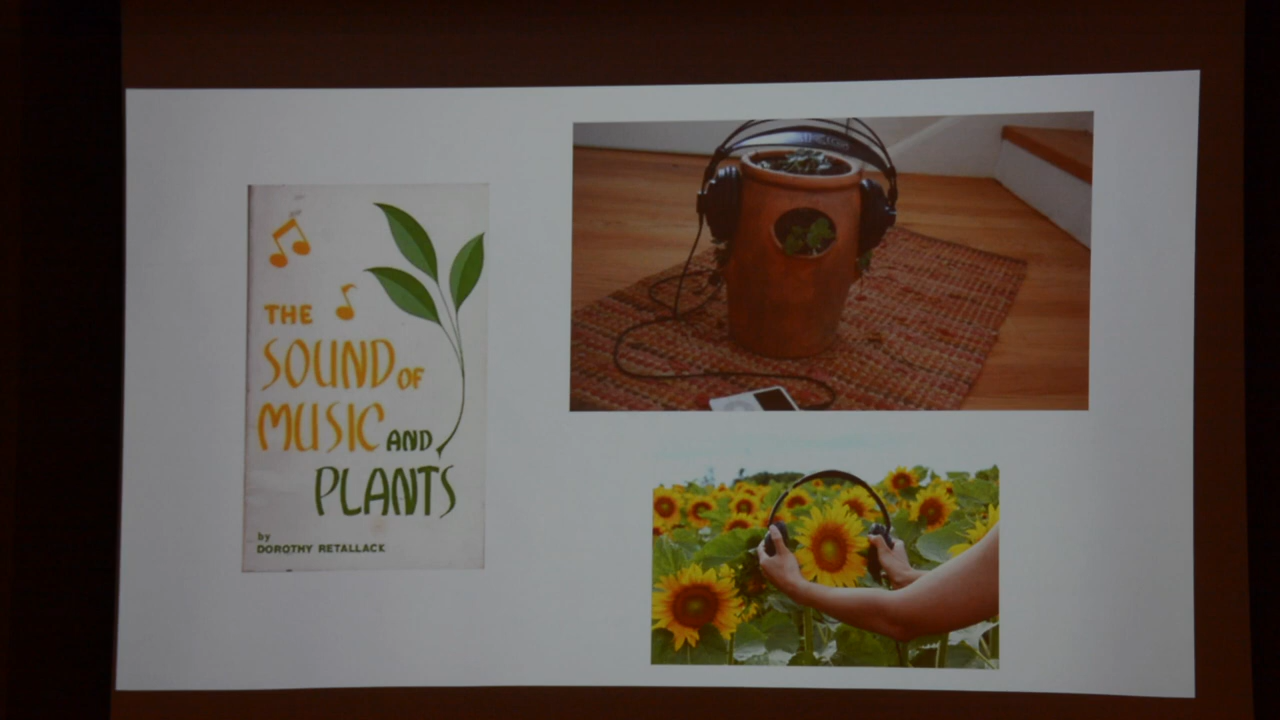 THE
SOUND OF
MUSIC AND
PLANTS
by
DOROTHY RETALLACK